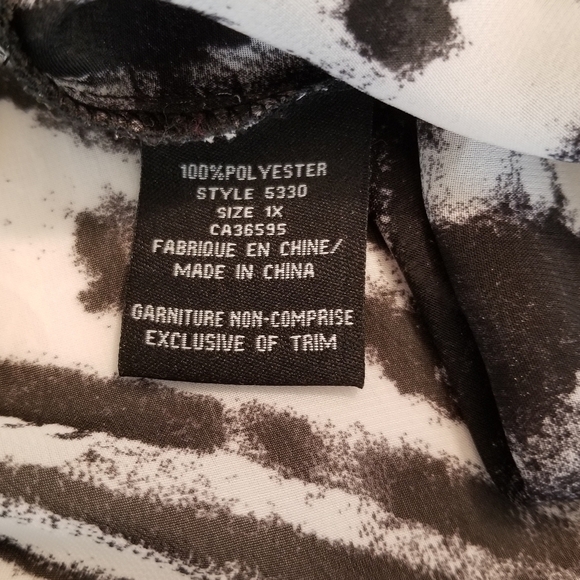 100%POLYESTER
STYLE 5330
SIZE 1X
CA36595
FABRIQUE EN CHINE/
MADE IN CHINA
GARNITURE NON-COMPRISE
EXCLUSIVE OF TRIM